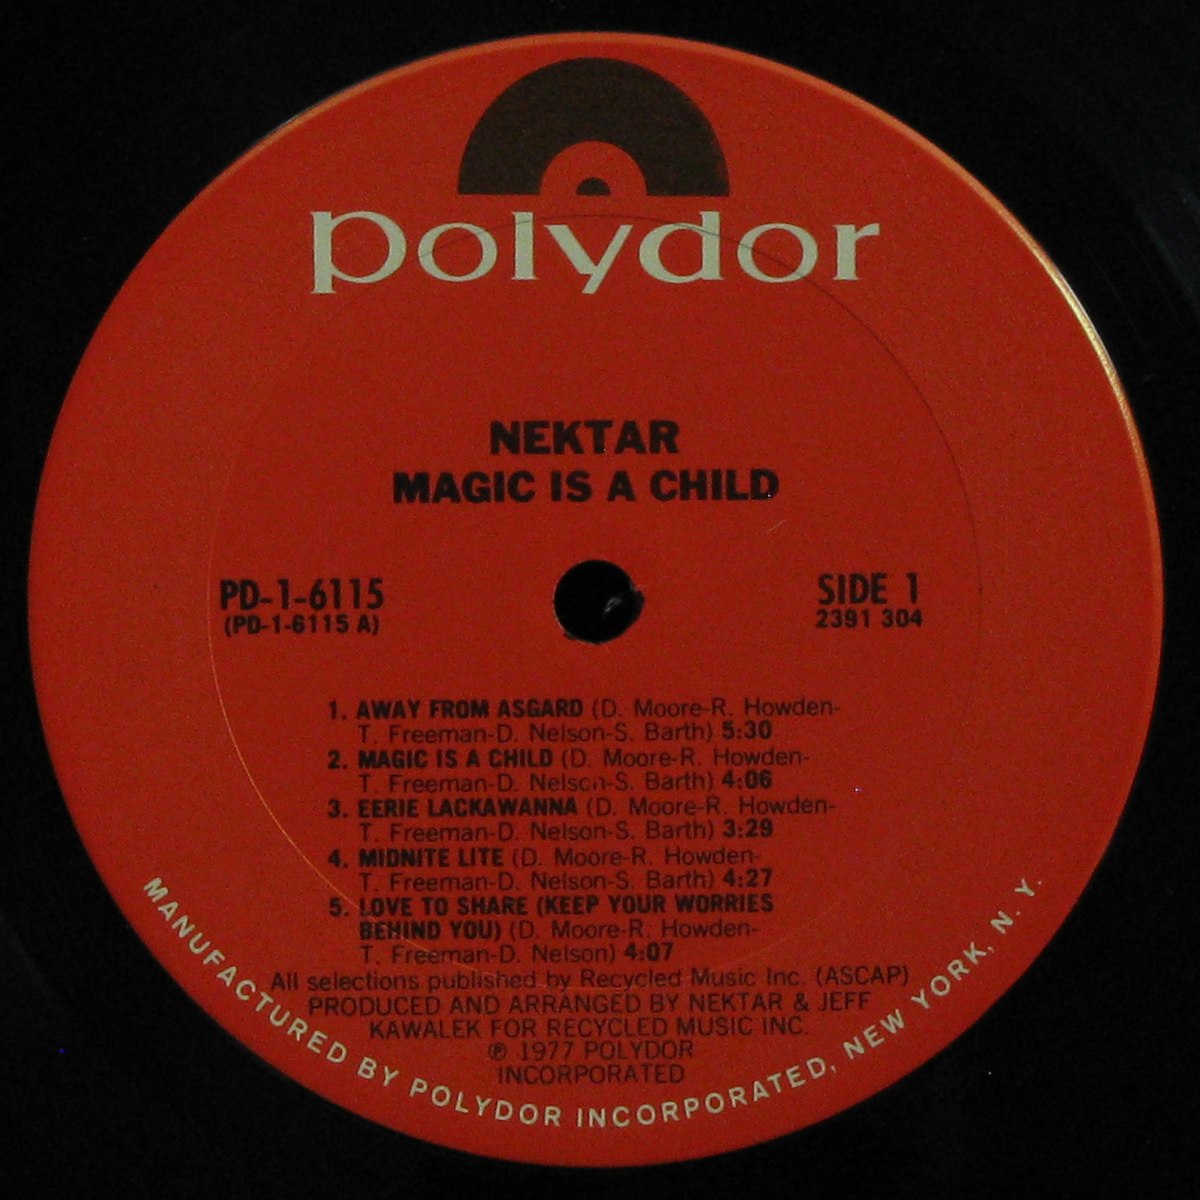 polydor
NEKTAR
MAGIC IS A CHILD
PD-1-6115
(PD-1-6115 A)
SIDE 1
2391 304
1. AWAY FROM ASGARD (D. Moore-R. Howden-
T. Freeman-D. Nelson-S. Barth) 5:30
2. MAGIC IS A CHILD (D. Moore-R. Howden-
T. Freeman-D. Nelson-S. Barth) 4:06
3. EERIE LACKAWANNA (D. Moore-R. Howden-
T. Freeman-D. Nelson-S. Barth) 3:29
4. MIDNITE LITE (D. Moore-R. Howden-
T. Freeman-D. Nelson-S. Barth) 4:27
5. LOVE TO SHARE (KEEP YOUR WORRIES
BEHIND YOU) (D. Moore-R. Howden-
T. Freeman-D. Nelson) 4:07
All selections published by Recycled Music Inc. (ASCAP)
PRODUCED AND ARRANGED BY NEKTAR & JEFF
KAWALEK FOR RECYCLED MUSIC INC.
℗ 1977 POLYDOR
INCORPORATED
MANUFACTURED BY POLYDOR INCORPORATED, NEW YORK, N. Y.